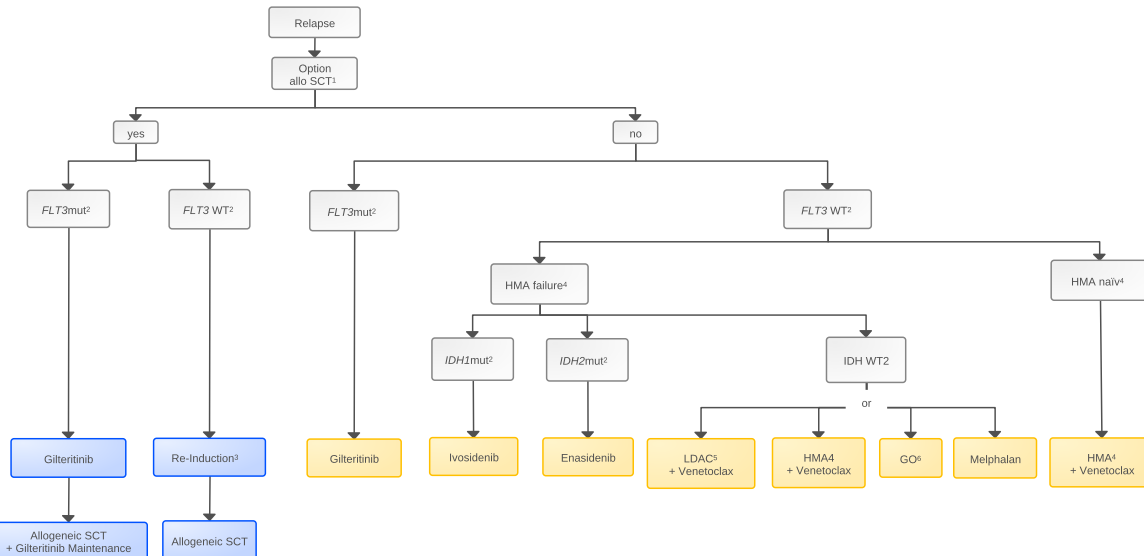 Relapse
Option
allo SCT¹
yes
no
FLT3mut²
FLT3 WT²
FLT3mut²
FLT3 WT²
HMA failure⁴
HMA naïv⁴
IDH1mut²
IDH2mut²
IDH WT2
or
Gilteritinib
Re-Induction³
Gilteritinib
Ivosidenib
Enasidenib
LDAC⁵
+ Venetoclax
HMA4
+ Venetoclax
GO⁶
Melphalan
HMA⁴
+ Venetoclax
Allogeneic SCT
+ Gilteritinib Maintenance
Allogeneic SCT